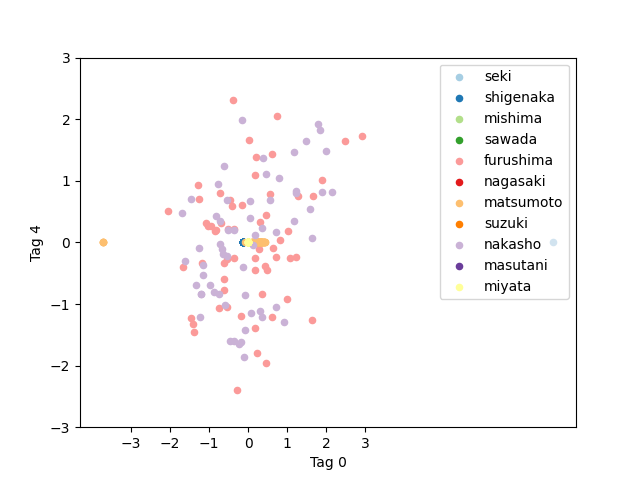 3
2
1
0
−1
−2
−3
Tag 4
−3 −2 −1 0 1 2 3
Tag 0
seki
shigenaka
mishima
sawada
furushima
nagasaki
matsumoto
suzuki
nakasho
masutani
miyata